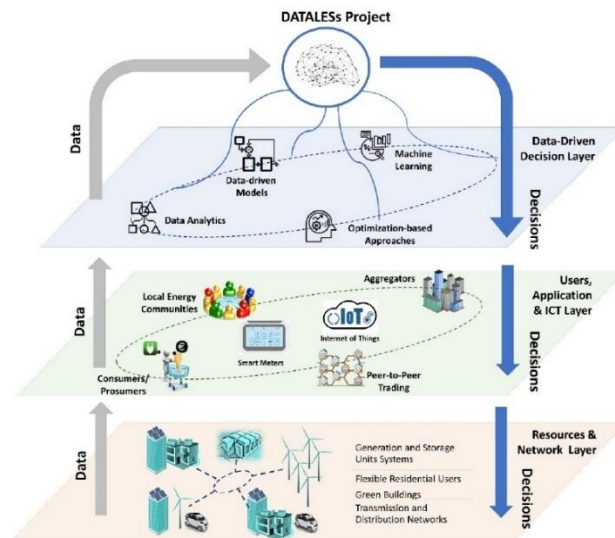 DATALESs Project
Data
Data-Driven
Decision Layer
Machine
Learning
Data-driven
Models
Data Analytics
Optimization-based
Approaches
Decisions
Data
Users,
Application
& ICT Layer
Aggregators
Local Energy
Communities
IoT
Internet of Things
Smart Meters
Consumers/
Prosumers
Peer-to-Peer
Trading
Decisions
Data
Resources &
Network Layer
Generation and Storage
Units Systems
Flexible Residential Users
Green Buildings
Transmission and
Distribution Networks
Decisions